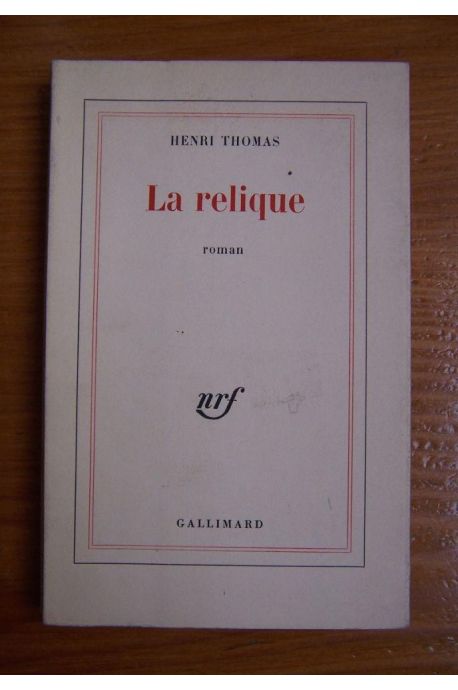 HENRI THOMAS
La relique
roman
nrf
GALLIMARD